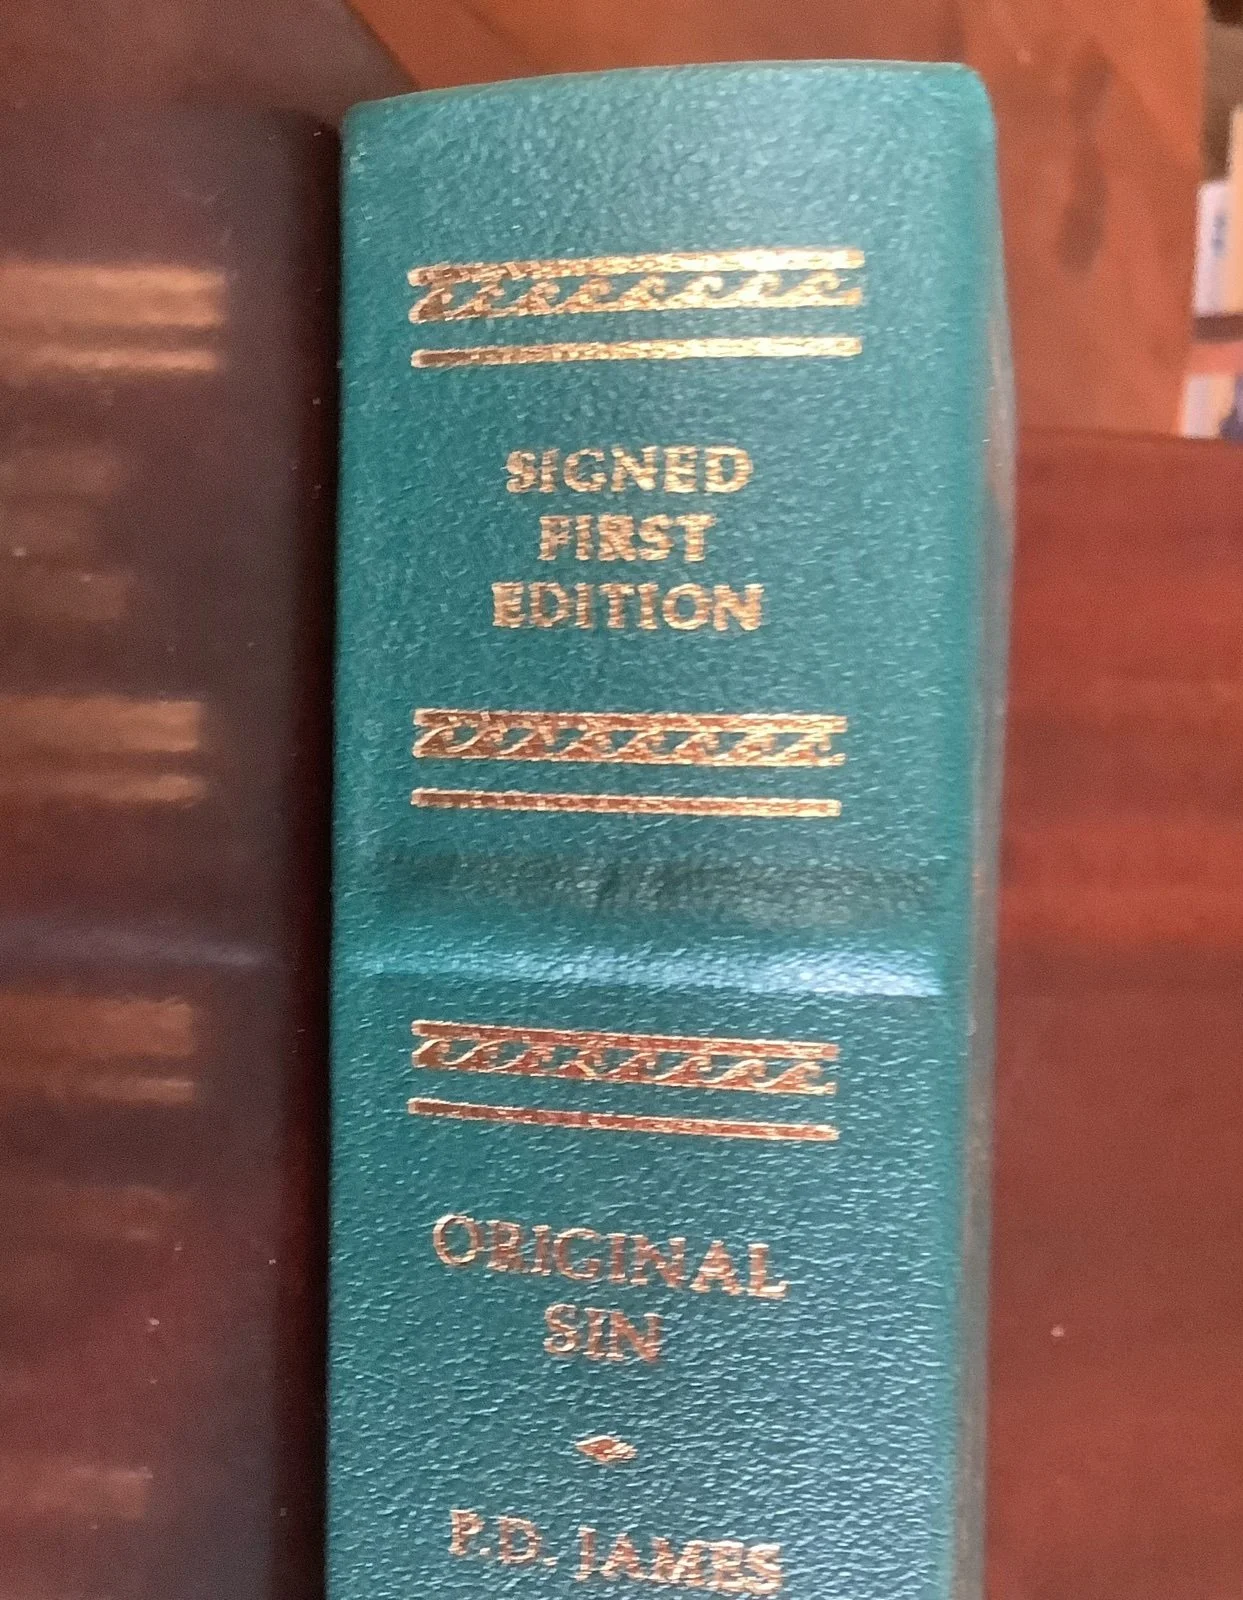 SIGNED
FIRST
EDITION
ORIGINAL
SIN
P.D. JAMES